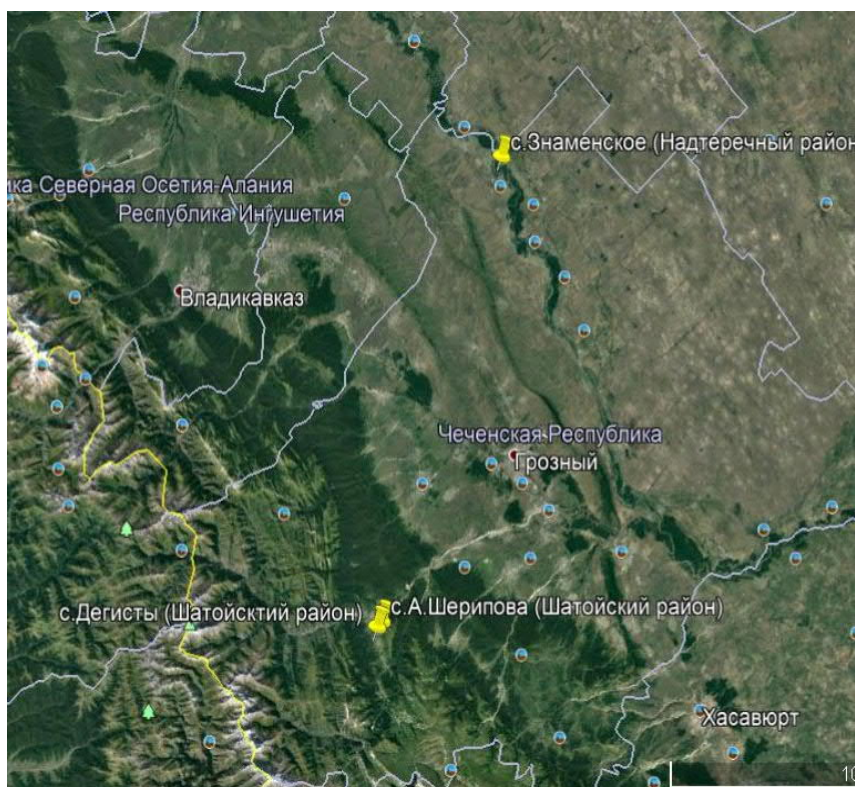 с.Знаменское (Надтеречный район
ика Северная Осетия-Алания
Республика Ингушетия
Владикавказ
Чеченская Республика
Грозный
с.Дегисты (Шатойсктий район)
с.А.Шерипова (Шатойский район)
Хасавюрт
10